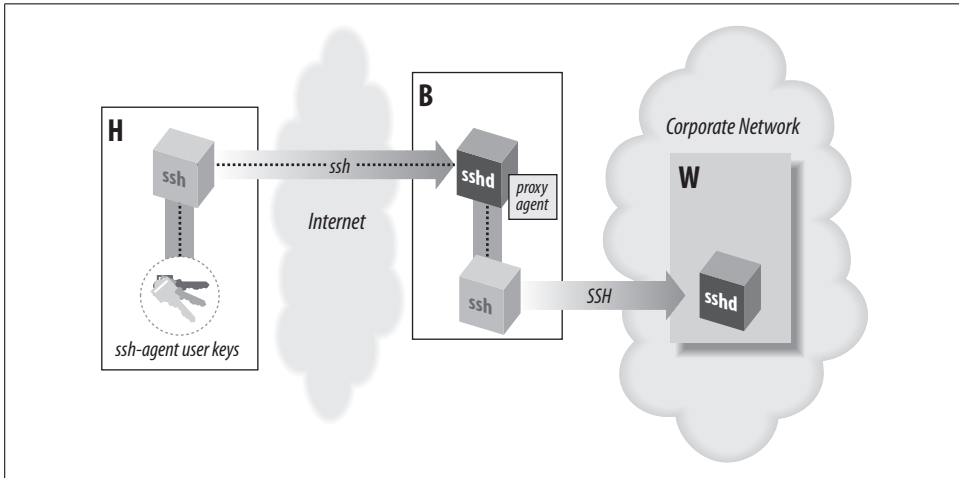 H
ssh
ssh-agent user keys
ssh
Internet
B
sshd
proxy
agent
ssh
SSH
Corporate Network
W
sshd